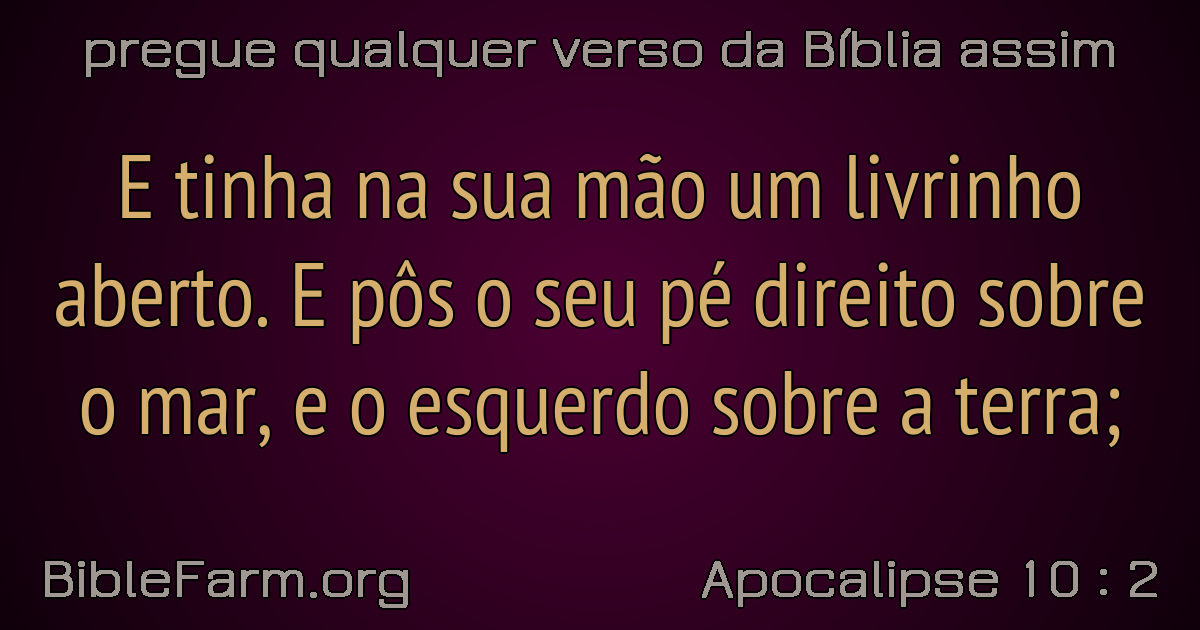 pregue qualquer verso da Bíblia assim
E tinha na sua mão um livrinho
aberto. E pôs o seu pé direito sobre
o mar, e o esquerdo sobre a terra;
BibleFarm.org
Apocalipse 10 : 2